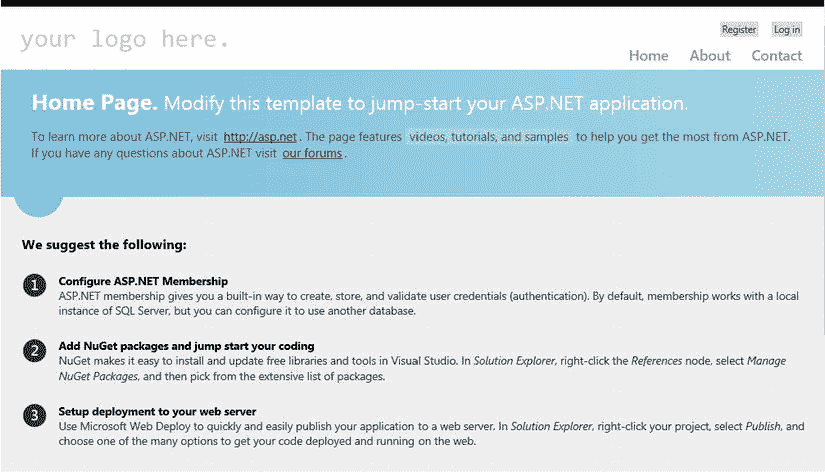 your logo here.
Register Log in
Home About Contact
Home Page. Modify this template to jump-start your ASP.NET application.
To learn more about ASP.NET, visit http://asp.net. The page features videos, tutorials, and samples to help you get the most from ASP.NET.
If you have any questions about ASP.NET visit our forums.
We suggest the following:
1 Configure ASP.NET Membership
ASP.NET membership gives you a built-in way to create, store, and validate user credentials (authentication). By default, membership works with a local
instance of SQL Server, but you can configure it to use another database.
2 Add NuGet packages and jump start your coding
NuGet makes it easy to install and update free libraries and tools in Visual Studio. In Solution Explorer, right-click the References node, select Manage
NuGet Packages, and then pick from the extensive list of packages.
3 Setup deployment to your web server
Use Microsoft Web Deploy to quickly and easily publish your application to a web server. In Solution Explorer, right-click your project, select Publish, and
choose one of the many options to get your code deployed and running on the web.